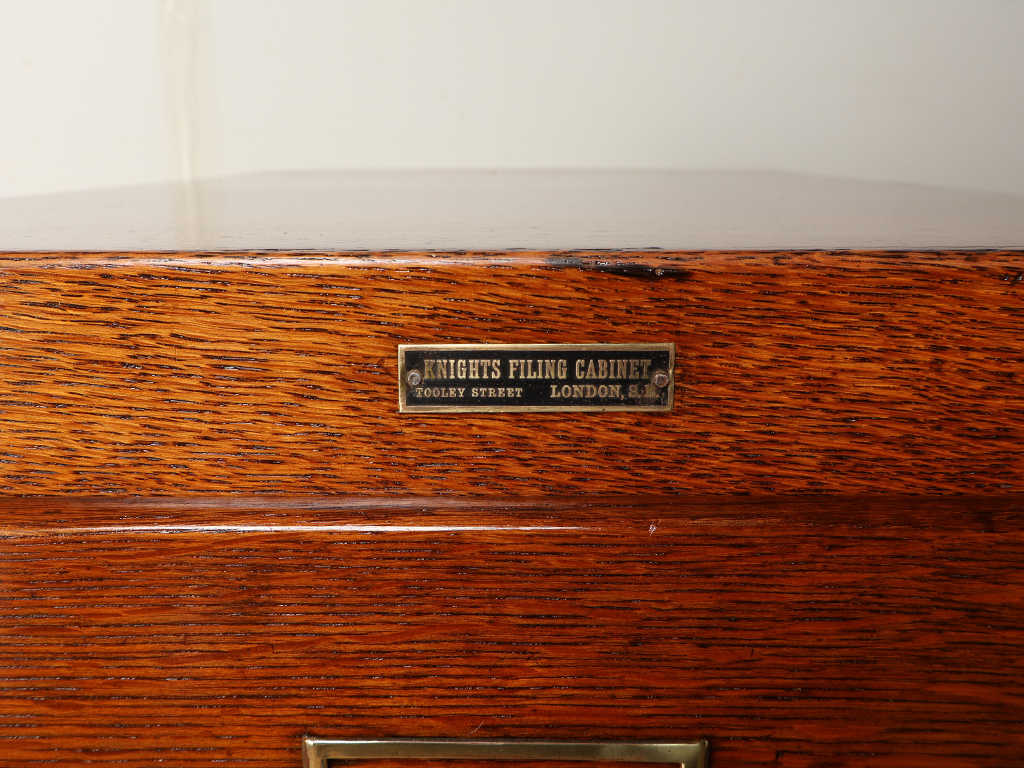 KNIGHTS FILING CABINET
TOOLEY STREET LONDON, S.E.